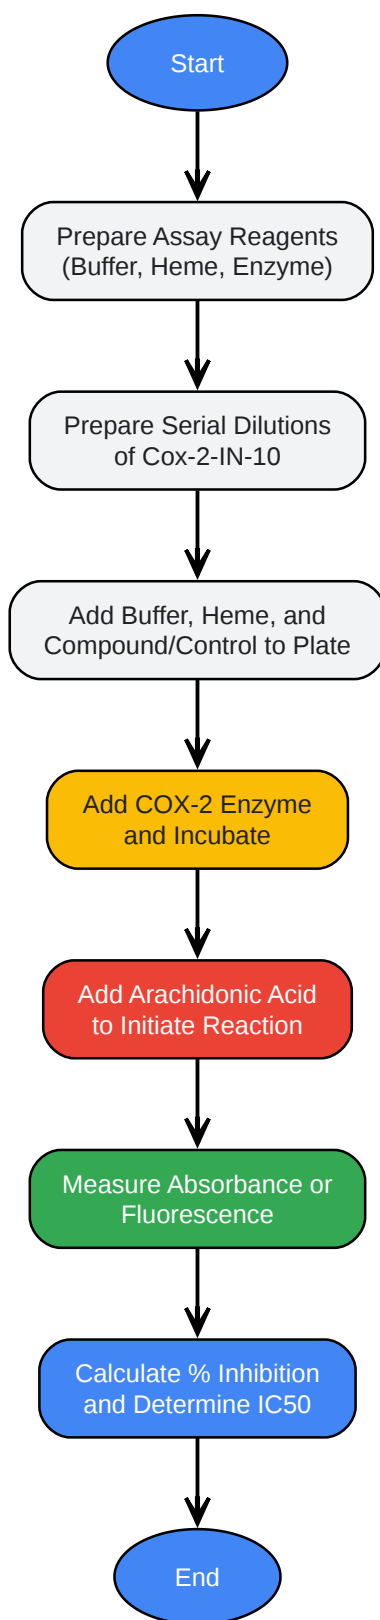 Start
Prepare Assay Reagents
(Buffer, Heme, Enzyme)
Prepare Serial Dilutions
of Cox-2-IN-10
Add Buffer, Heme, and
Compound/Control to Plate
Add COX-2 Enzyme
and Incubate
Add Arachidonic Acid
to Initiate Reaction
Measure Absorbance or
Fluorescence
Calculate % Inhibition
and Determine IC50
End